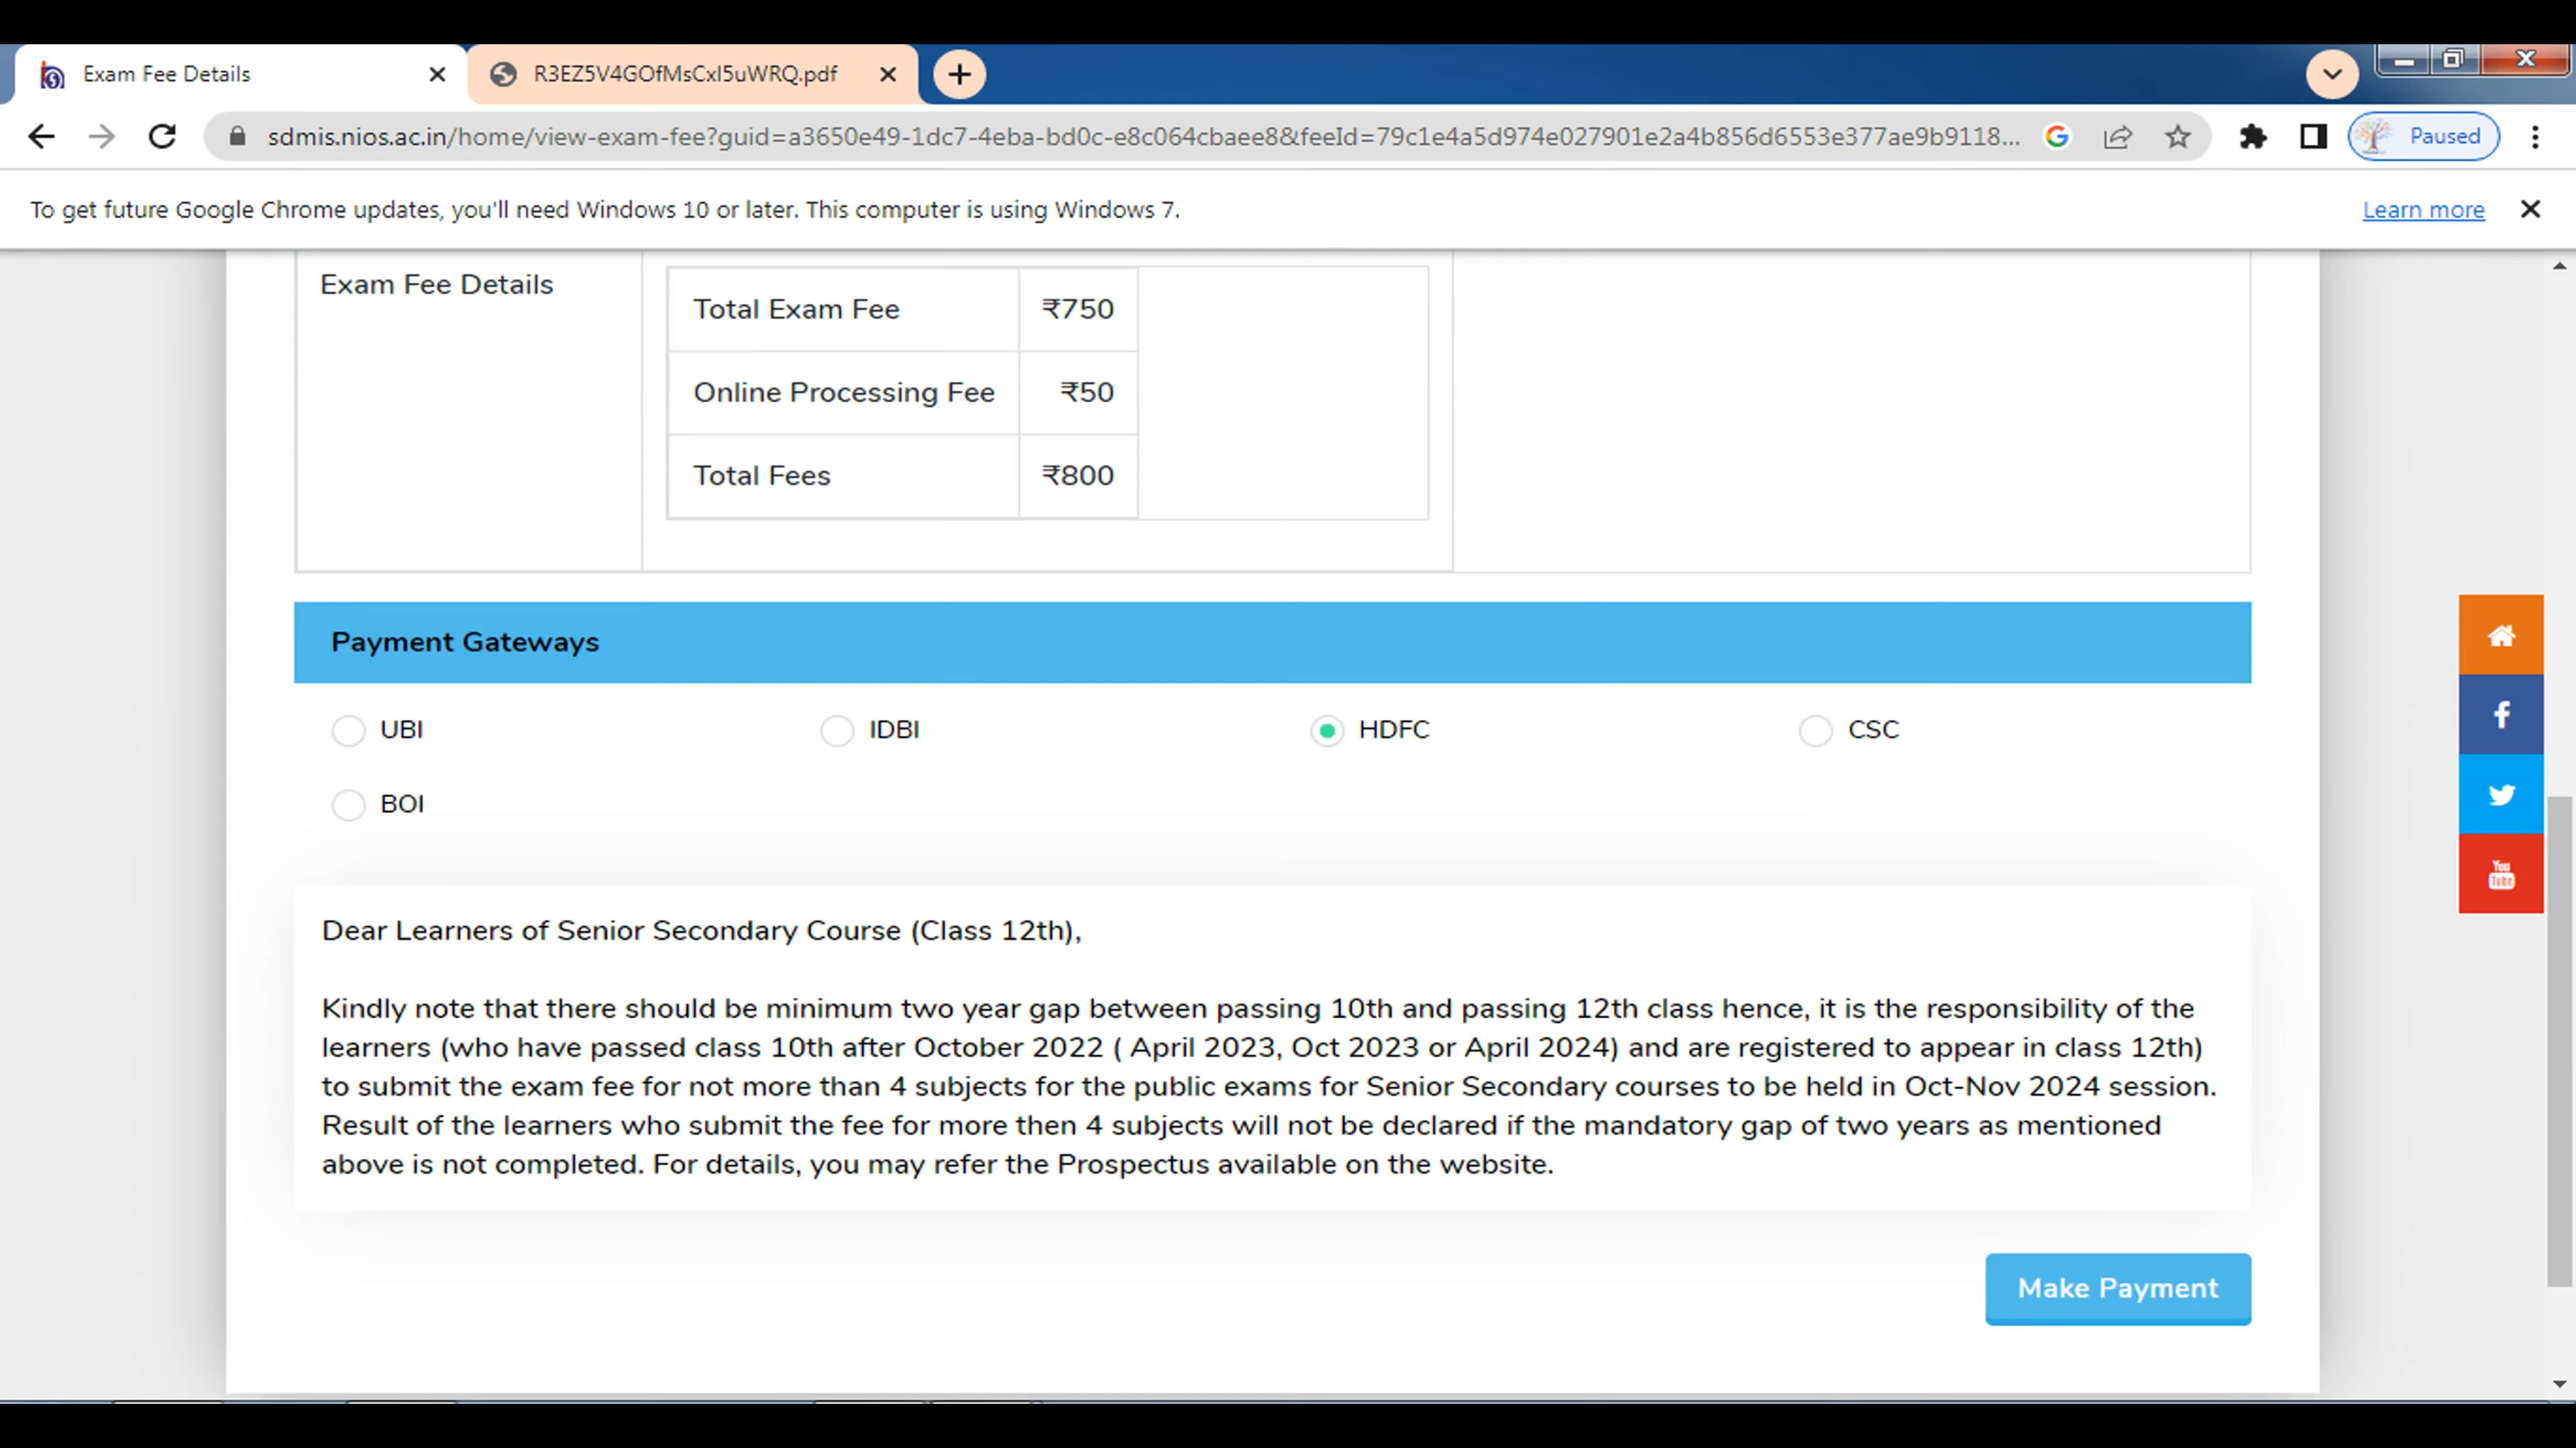 Exam Fee Details
R3EZ5V4GOfMsCxI5uWRQ.pdf
sdmis.nios.ac.in/home/view-exam-fee?guid=a3650e49-1dc7-4eba-bd0c-e8c064cbaee8&feeId=79c1e4a5d974e027901e2a4b856d6553e377ae9b9118...
Paused
To get future Google Chrome updates, you'll need Windows 10 or later. This computer is using Windows 7.
Learn more
Exam Fee Details
Total Exam Fee ₹750
Online Processing Fee ₹50
Total Fees ₹800
Payment Gateways
UBI IDBI HDFC CSC
BOI
You Tube
Dear Learners of Senior Secondary Course (Class 12th),
Kindly note that there should be minimum two year gap between passing 10th and passing 12th class hence, it is the responsibility of the
learners (who have passed class 10th after October 2022 ( April 2023, Oct 2023 or April 2024) and are registered to appear in class 12th)
to submit the exam fee for not more than 4 subjects for the public exams for Senior Secondary courses to be held in Oct-Nov 2024 session.
Result of the learners who submit the fee for more then 4 subjects will not be declared if the mandatory gap of two years as mentioned
above is not completed. For details, you may refer the Prospectus available on the website.
Make Payment